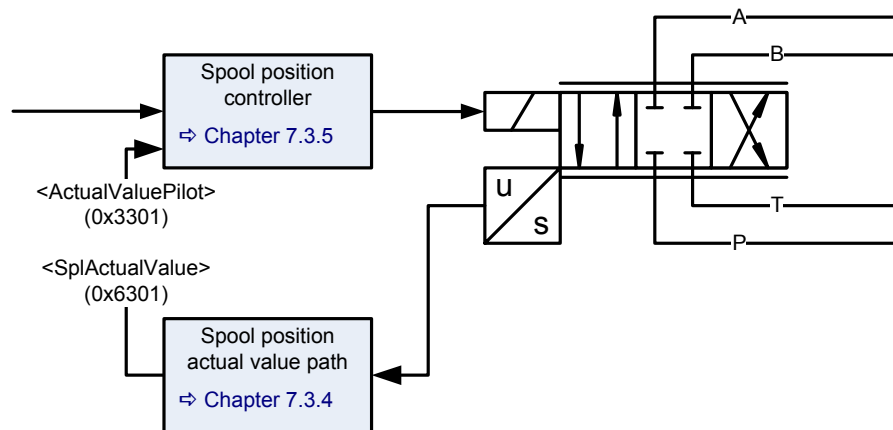 A
B
Spool position
controller
⇨ Chapter 7.3.5
<ActualValuePilot>
(0x3301)
u
s
T
P
<SplActualValue>
(0x6301)
Spool position
actual value path
⇨ Chapter 7.3.4